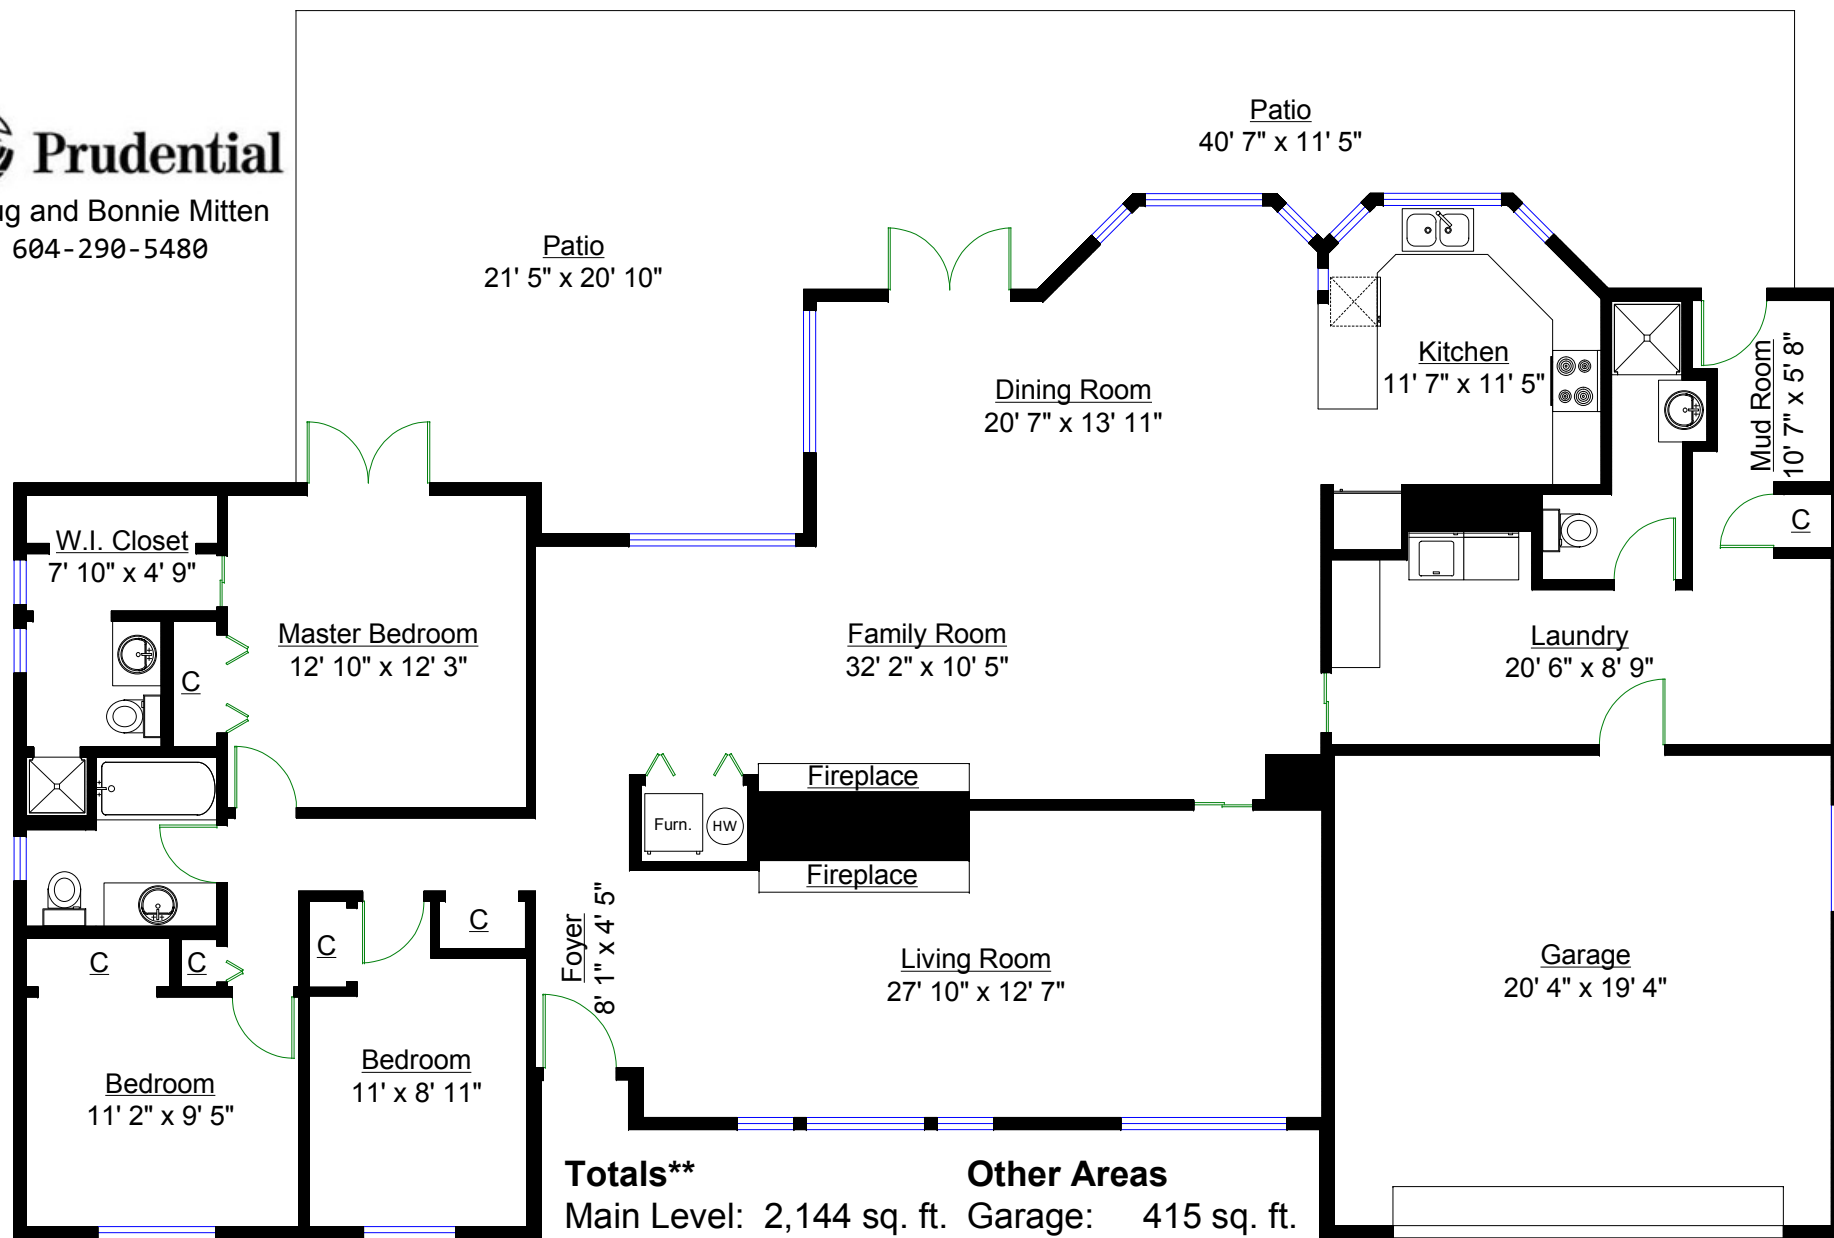 Prudential
and Bonnie Mitten
604-290-5480
Patio
40' 7" x 11' 5"
Patio
21' 5" x 20' 10"
Kitchen
11' 7" x 11' 5"
Dining Room
20' 7" x 13' 11"
Mud Room
10' 7" x 5' 8"
C
W.I. Closet
7' 10" x 4' 9"
Master Bedroom
12' 10" x 12' 3"
C
Family Room
32' 2" x 10' 5"
Laundry
20' 6" x 8' 9"
Fireplace
Furn.
HW
Fireplace
Foyer
8' 1" x 4' 5"
C
C
C
C
Living Room
27' 10" x 12' 7"
Garage
20' 4" x 19' 4"
Bedroom
11' 2" x 9' 5"
Bedroom
11' x 8' 11"
Totals**
Main Level: 2,144 sq. ft.
Other Areas
Garage: 415 sq. ft.